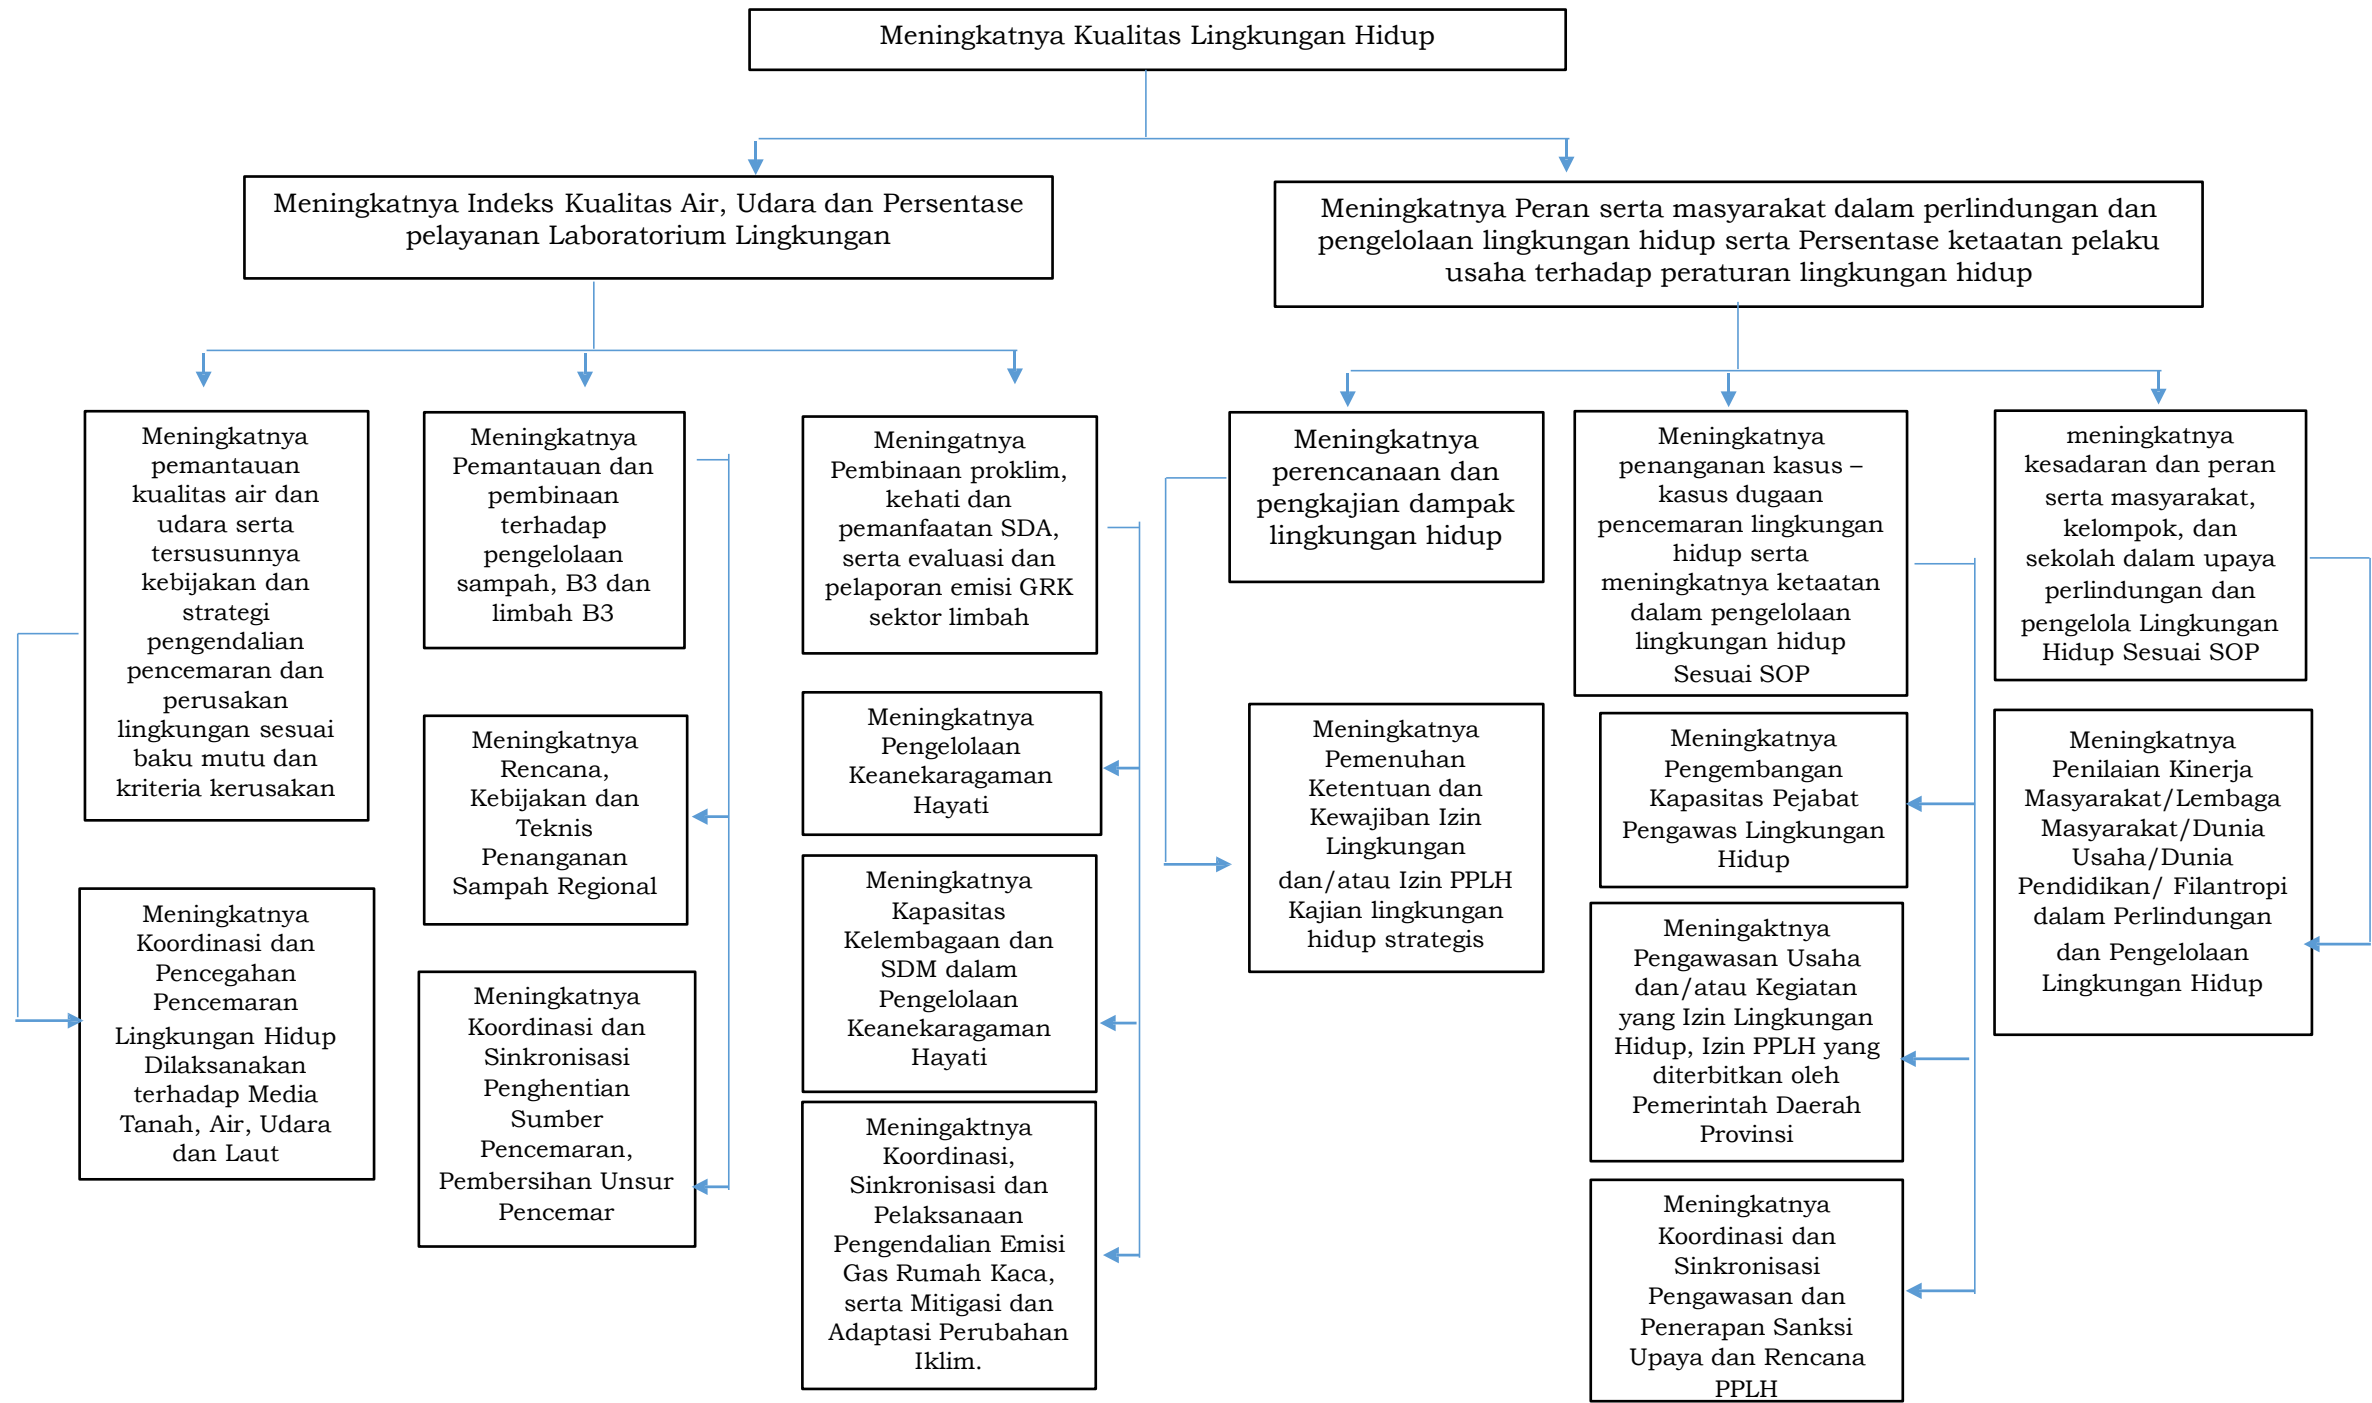 Meningkatnya Kualitas Lingkungan Hidup
Meningkatnya Indeks Kualitas Air, Udara dan Persentase
pelayanan Laboratorium Lingkungan
Meningkatnya Peran serta masyarakat dalam perlindungan dan
pengelolaan lingkungan hidup serta Persentase ketaatan pelaku
usaha terhadap peraturan lingkungan hidup
Meningkatnya
pemantauan
kualitas air dan
udara serta
tersusunnya
kebijakan dan
strategi
pengendalian
pencemaran dan
perusakan
lingkungan sesuai
baku mutu dan
kriteria kerusakan
Meningkatnya
Pemantauan dan
pembinaan
terhadap
pengelolaan
sampah, B3 dan
limbah B3
Meningatnya
Pembinaan proklim,
kehati dan
pemanfaatan SDA,
serta evaluasi dan
pelaporan emisi GRK
sektor limbah
Meningkatnya
perencanaan dan
pengkajian dampak
lingkungan hidup
Meningkatnya
penanganan kasus –
kasus dugaan
pencemaran lingkungan
hidup serta
meningkatnya ketaatan
dalam pengelolaan
lingkungan hidup
Sesuai SOP
meningkatnya
kesadaran dan peran
serta masyarakat,
kelompok, dan
sekolah dalam upaya
perlindungan dan
pengelola Lingkungan
Hidup Sesuai SOP
Meningkatnya
Koordinasi dan
Pencegahan
Pencemaran
Lingkungan Hidup
Dilaksanakan
terhadap Media
Tanah, Air, Udara
dan Laut
Meningkatnya
Rencana,
Kebijakan dan
Teknis
Penanganan
Sampah Regional
Meningkatnya
Koordinasi dan
Sinkronisasi
Penghentian
Sumber
Pencemaran,
Pembersihan Unsur
Pencemar
Meningkatnya
Pengelolaan
Keanekaragaman
Hayati
Meningkatnya
Kapasitas
Kelembagaan dan
SDM dalam
Pengelolaan
Keanekaragaman
Hayati
Meningaktnya
Koordinasi,
Sinkronisasi dan
Pelaksanaan
Pengendalian Emisi
Gas Rumah Kaca,
serta Mitigasi dan
Adaptasi Perubahan
Iklim.
Meningkatnya
Pemenuhan
Ketentuan dan
Kewajiban Izin
Lingkungan
dan/atau Izin PPLH
Kajian lingkungan
hidup strategis
Meningkatnya
Pengembangan
Kapasitas Pejabat
Pengawas Lingkungan
Hidup
Meningaktnya
Pengawasan Usaha
dan/atau Kegiatan
yang Izin Lingkungan
Hidup, Izin PPLH yang
diterbitkan oleh
Pemerintah Daerah
Provinsi
Meningkatnya
Koordinasi dan
Sinkronisasi
Pengawasan dan
Penerapan Sanksi
Upaya dan Rencana
PPLH
Meningkatnya
Penilaian Kinerja
Masyarakat/Lembaga
Masyarakat/Dunia
Usaha/Dunia
Pendidikan/ Filantropi
dalam Perlindungan
dan Pengelolaan
Lingkungan Hidup